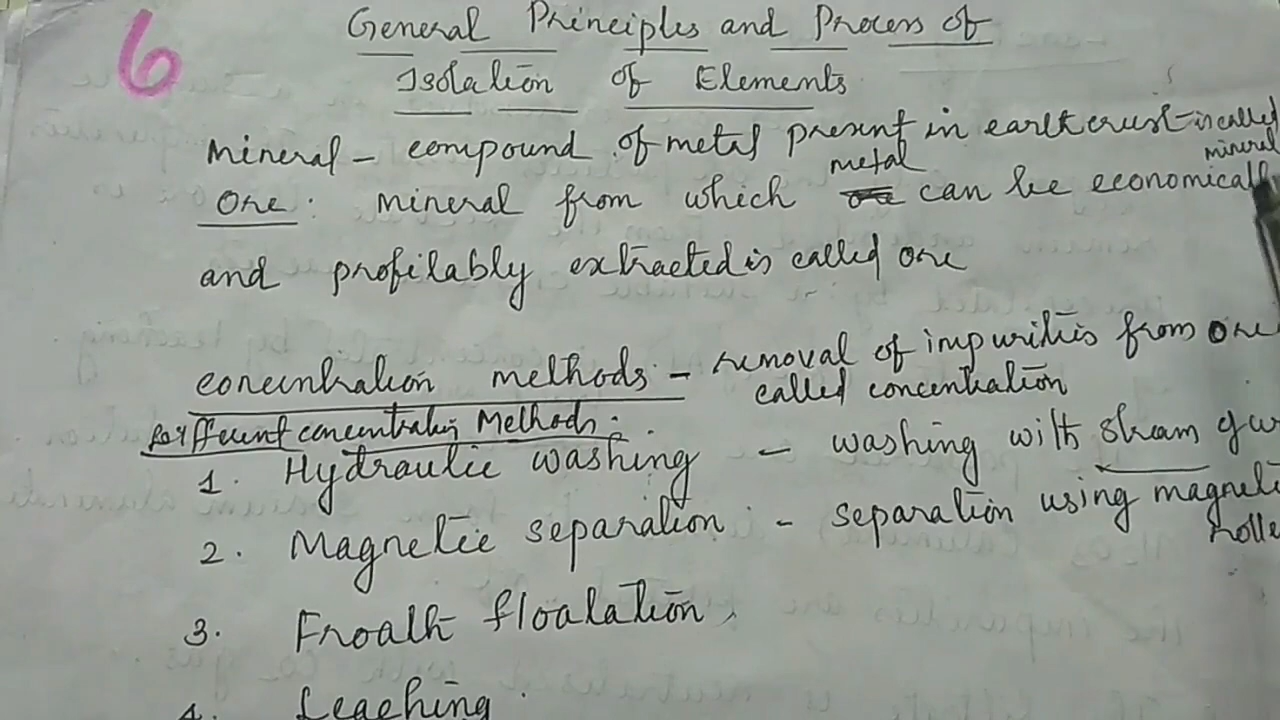 6
General Principles and Process of
Isolation of Elements
Mineral - compound of metal present in earth crust is called mineral
Ore: mineral from which metal can be economically
and profitably extracted is called ore
concentration methods - removal of impurities from ore
called concentration
Different concentration Methods:
1. Hydraulic washing - washing with stream of
2. Magnetic separation - separation using magnetic
3. Froath floatation,
4. Leaching.